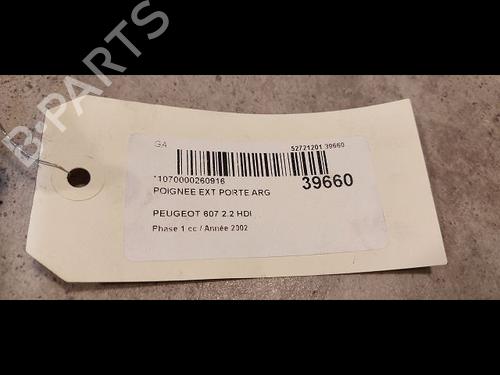 GA 52721201 39660
*1070000260916 39660
POIGNEE EXT PORTE ARG
PEUGEOT 607 2.2 HDI
Phase 1 cc / Année 2002
B-PARTS